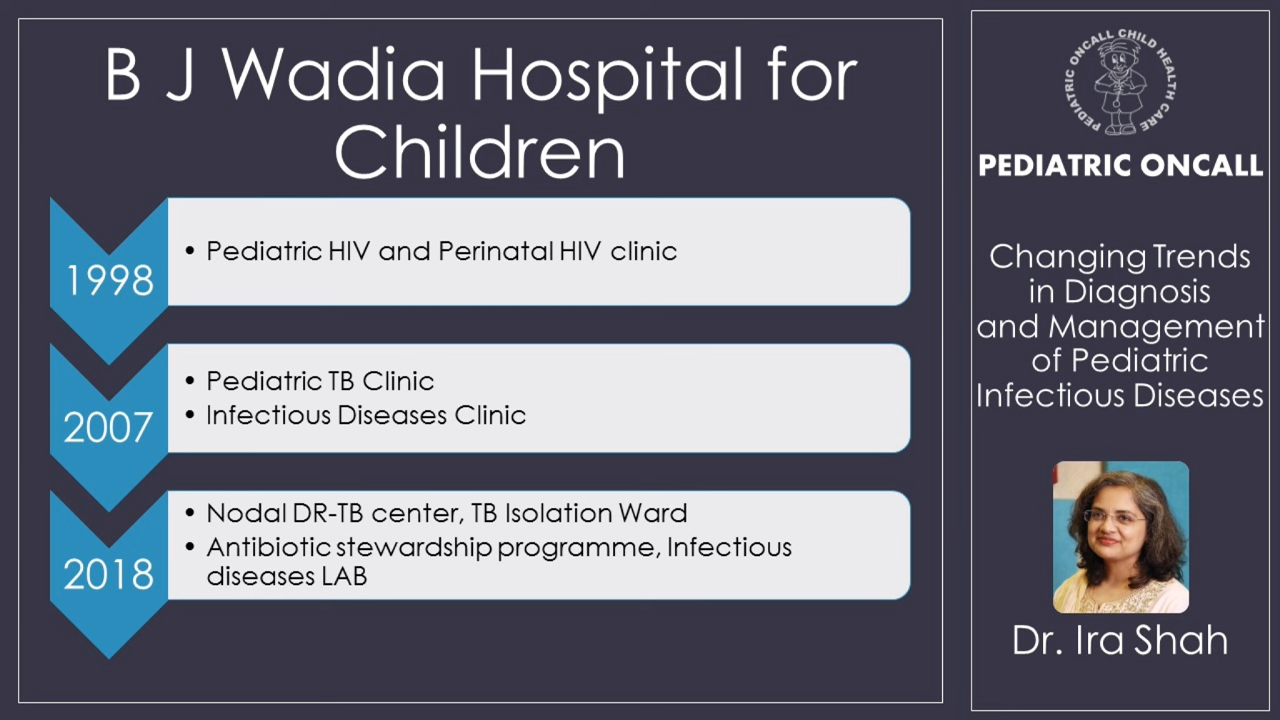 B J Wadia Hospital for
Children
1998
• Pediatric HIV and Perinatal HIV clinic
2007
• Pediatric TB Clinic
• Infectious Diseases Clinic
2018
• Nodal DR-TB center, TB Isolation Ward
• Antibiotic stewardship programme, Infectious
diseases LAB
PEDIATRIC ONCALL CHILD HEALTH CARE
PEDIATRIC ONCALL
Changing Trends
in Diagnosis
and Management
of Pediatric
Infectious Diseases
Dr. Ira Shah